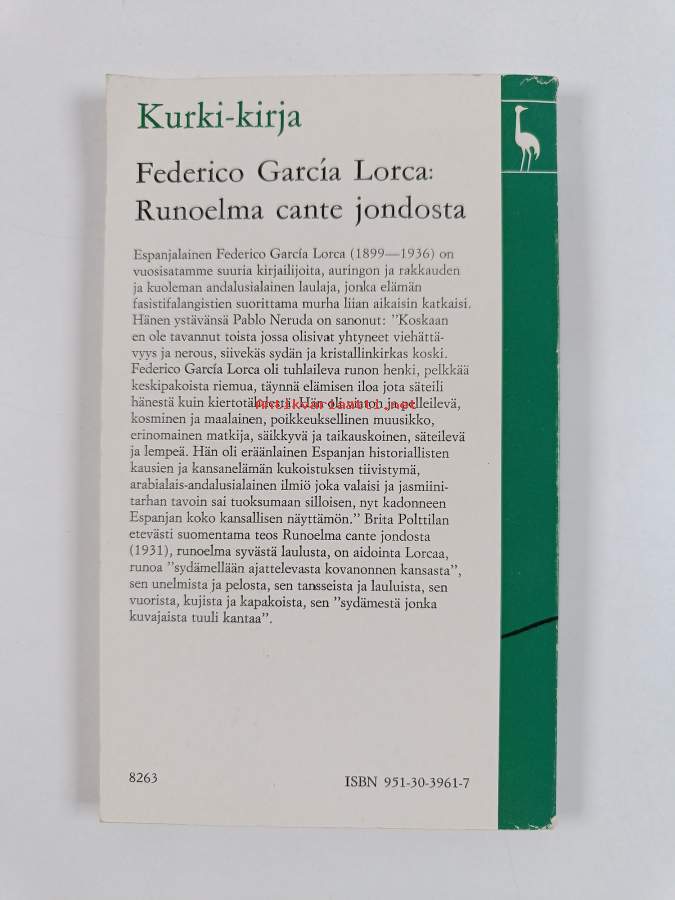 Kurki-kirja
Federico García Lorca:
Runoelma cante jondosta
Espanjalainen Federico García Lorca (1899—1936) on
vuosisatamme suuria kirjailijoita, auringon ja rakkauden
ja kuoleman andalusialainen laulaja, jonka elämän
fasistifalangistien suorittama murha liian aikaisin katkaisi.
Hänen ystävänsä Pablo Neruda on sanonut: ”Koskaan
en ole tavannut toista jossa olisivat yhtyneet viehättä-
vyys ja nerous, siivekäs sydän ja kristallinkirkas koski.
Federico García Lorca oli tuhlaileva runon henki, pelkkää
keskipakoista riemua, täynnä elämisen iloa jota säteili
hänestä kuin kiertotähdestä. Hän oli ja pelleilevä,
Antikvariaatti.net
kosminen ja maalainen, poikkeuksellinen muusikko,
erinomainen matkija, säikkyvä ja taikauskoinen, säteilevä
ja lempeä. Hän oli eräänlainen Espanjan historiallisten
kausien ja kansanelämän kukoistuksen tiivistymä,
arabialais-andalusialainen ilmiö joka valaisi ja jasmiini-
tarhan tavoin sai tuoksumaan silloisen, nyt kadonneen
Espanjan koko kansallisen näyttämön.” Brita Polttilan
etevästi suomentama teos Runoelma cante jondosta
(1931), runoelma syvästä laulusta, on aidointa Lorcaa,
runoa ”sydämellään ajattelevasta kovanonnen kansasta”,
sen unelmista ja pelosta, sen tansseista ja lauluista, sen
vuorista, kujista ja kapakoista, sen ”sydämestä jonka
kuvajaista tuuli kantaa”.
8263
ISBN 951-30-3961-7